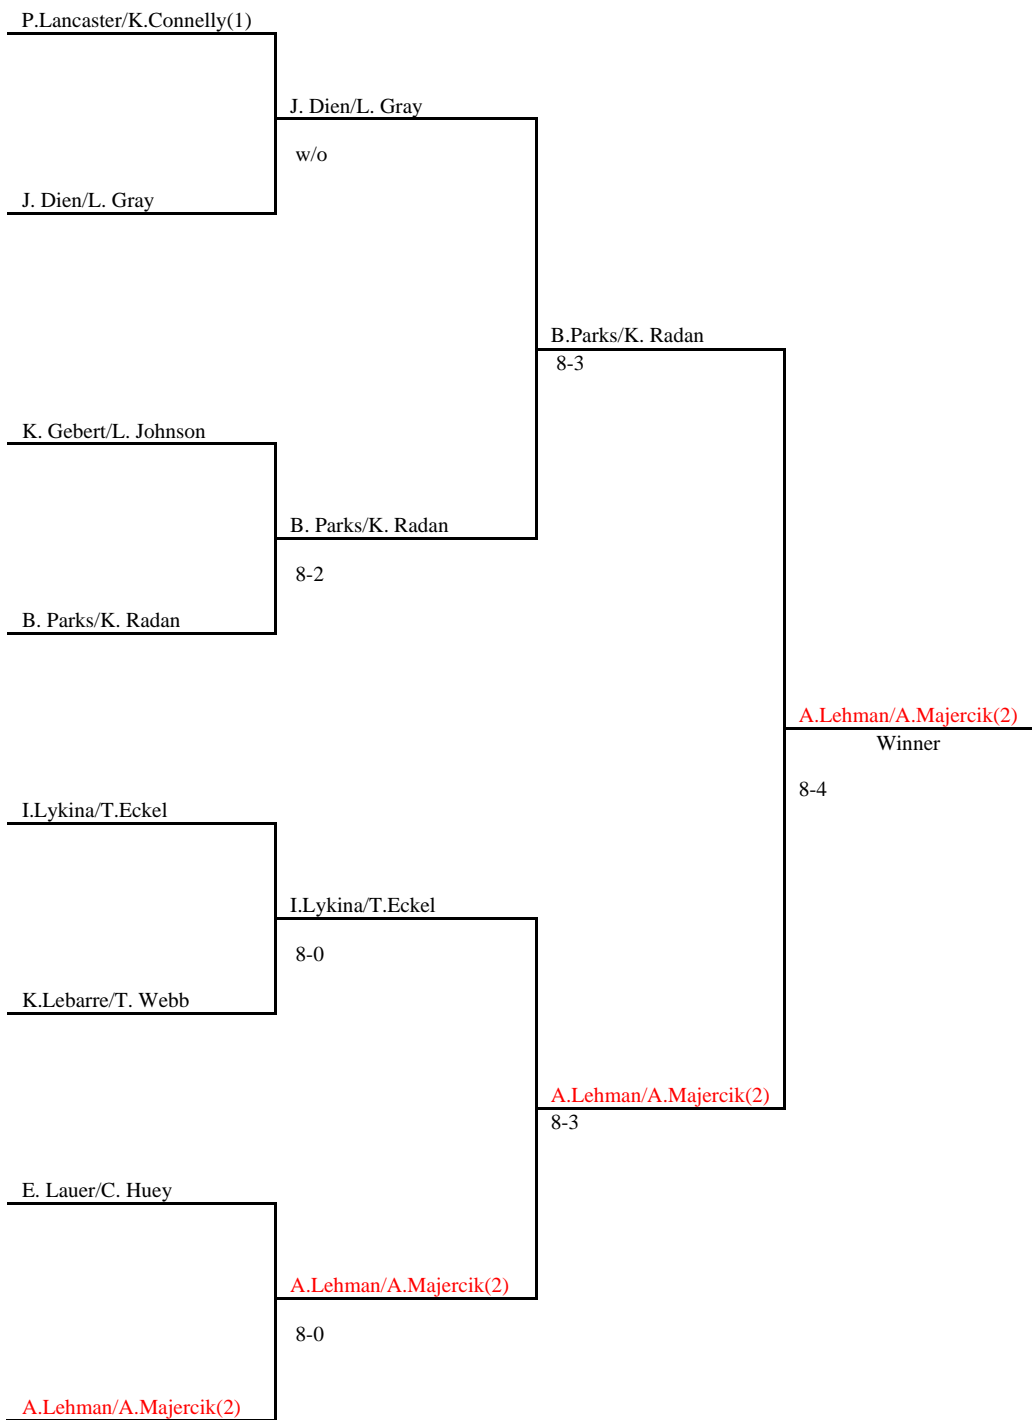 P.Lancaster/K.Connelly(1)
J. Dien/L. Gray
w/o
J. Dien/L. Gray
B.Parks/K. Radan
8-3
K. Gebert/L. Johnson
B. Parks/K. Radan
8-2
B. Parks/K. Radan
A.Lehman/A.Majercik(2)
Winner
8-4
I.Lykina/T.Eckel
I.Lykina/T.Eckel
8-0
K.Lebarre/T. Webb
A.Lehman/A.Majercik(2)
8-3
E. Lauer/C. Huey
A.Lehman/A.Majercik(2)
8-0
A.Lehman/A.Majercik(2)